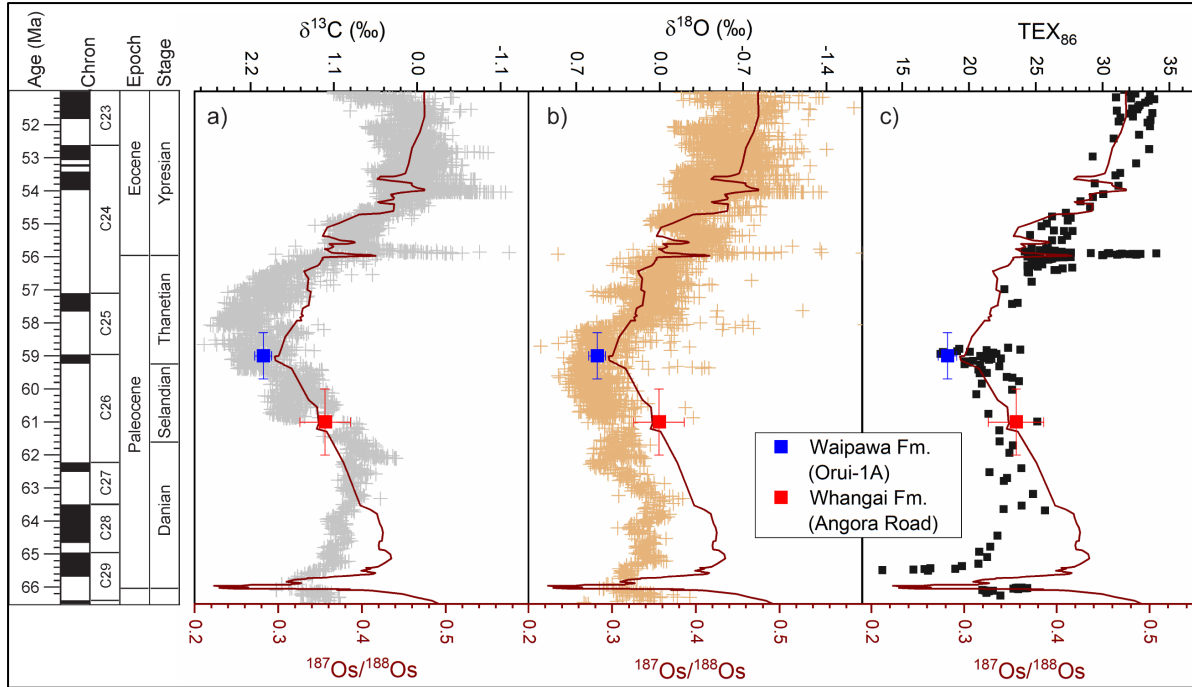 Age (Ma)
Chron
Epoch
Stage
δ¹³C (‰)
2.2 1.1 0.0 -1.1
δ¹⁸O (‰)
0.7 0.0 -0.7 -1.4
TEX₈₆
15 20 25 30 35
a)
b)
c)
52
53
54
55
56
57
58
59
60
61
62
63
64
65
66
C23
C24
C25
C26
C27
C28
C29
Eocene
Paleocene
Ypresian
Thanetian
Selandian
Danian
Waipawa Fm.
(Orui-1A)
Whangai Fm.
(Angora Road)
0.2 0.3 0.4 0.5
0.2 0.3 0.4 0.5
0.2 0.3 0.4 0.5
¹⁸⁷Os/¹⁸⁸Os
¹⁸⁷Os/¹⁸⁸Os
¹⁸⁷Os/¹⁸⁸Os